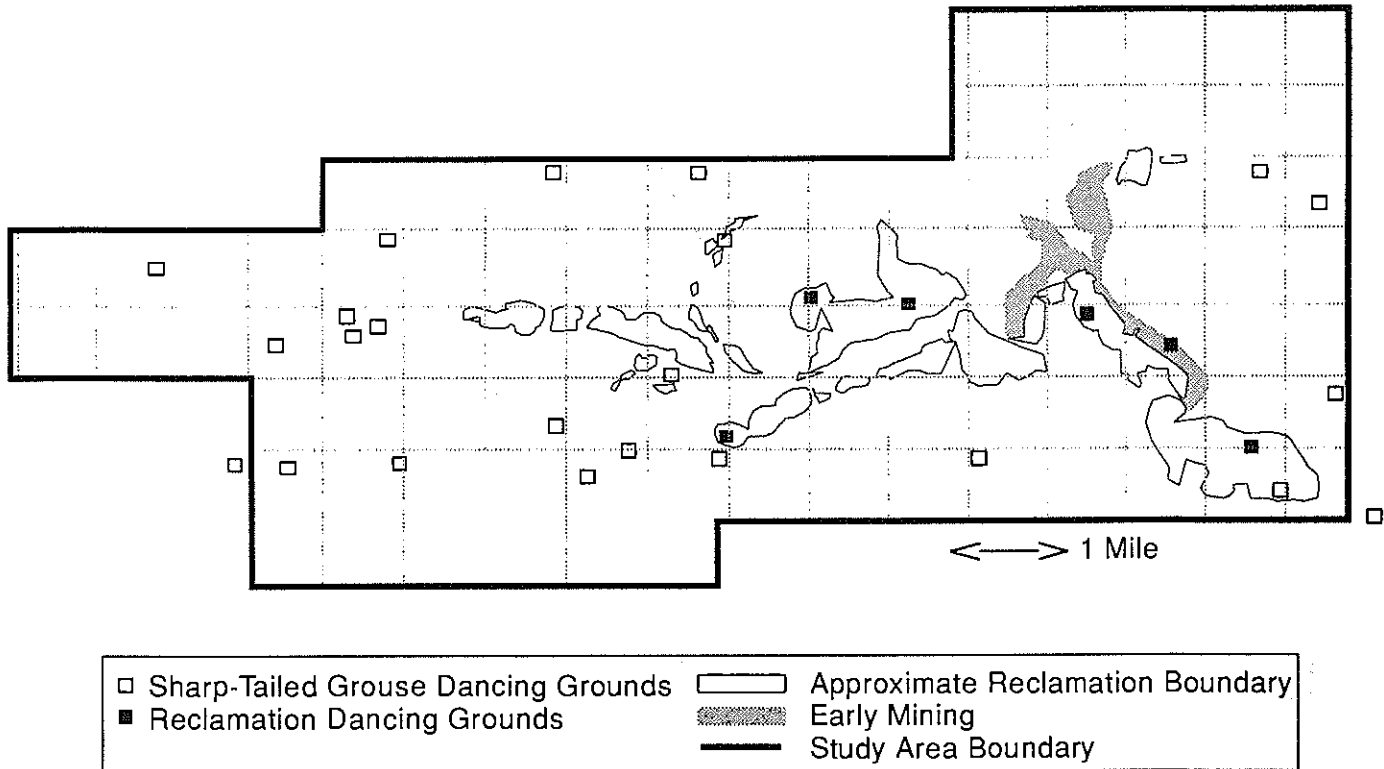 1 Mile
Sharp-Tailed Grouse Dancing Grounds
Reclamation Dancing Grounds
Approximate Reclamation Boundary
Early Mining
Study Area Boundary